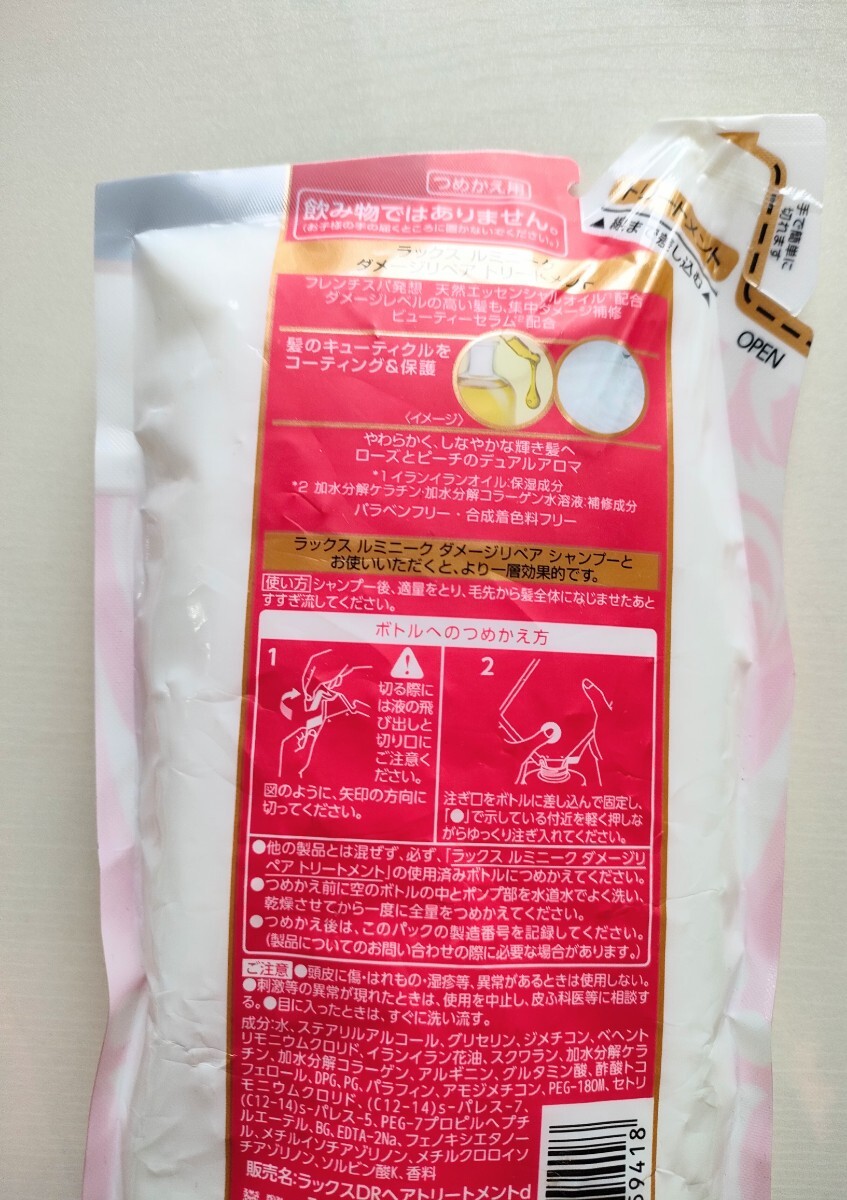 つめかえ用
飲み物ではありません。
(お子様の手の届くところに置かないでください。)
トリートメント
▲線まで差し込む▲
手で簡単に
切れます
OPEN
ラックス ルミニーク
ダメージリペア トリートメント
フレンチスパ発想 天然エッセンシャルオイル*¹配合
ダメージレベルの高い髪も、集中ダメージ補修
ビューティーセラム*²配合
髪のキューティクルを
コーティング&保護
〈イメージ〉
やわらかく、しなやかな輝き髪へ
ローズとピーチのデュアルアロマ
*1 イランイランオイル:保湿成分
*2 加水分解ケラチン・加水分解コラーゲン水溶液:補修成分
パラベンフリー・合成着色料フリー
ラックス ルミニーク ダメージリペア シャンプーと
お使いいただくと、より一層効果的です。
使い方 シャンプー後、適量をとり、毛先から髪全体になじませたあと
すすぎ流してください。
ボトルへのつめかえ方
1
切る際に
は液の飛
び出しと
切り口に
ご注意く
ださい。
図のように、矢印の方向に
切ってください。
2
注ぎ口をボトルに差し込んで固定し、
「●」で示している付近を軽く押しな
がらゆっくり注ぎ入れてください。
●他の製品とは混ぜず、必ず、「ラックス ルミニーク ダメージリ
ペア トリートメント」の使用済みボトルにつめかえてください。
●つめかえ前に空のボトルの中とポンプ部を水道水でよく洗い、
乾燥させてから一度に全量をつめかえてください。
●つめかえ後は、このパックの製造番号を記録してください。
(製品についてのお問い合わせの際に必要な場合があります。)
ご注意 ●頭皮に傷・はれもの・湿疹等、異常があるときは使用しない。
●刺激等の異常が現れたときは、使用を中止し、皮ふ科医等に相談す
る。●目に入ったときは、すぐに洗い流す。
成分:水、ステアリルアルコール、グリセリン、ジメチコン、ベヘント
リモニウムクロリド、イランイラン花油、スクワラン、加水分解ケラ
チン、加水分解コラーゲン、アルギニン、グルタミン酸、酢酸トコ
フェロール、DPG、PG、パラフィン、アモジメチコン、PEG-180M、セトリ
モニウムクロリド、(C12-14)s-パレス-7、
(C12-14)s-パレス-5、PEG-7プロピルヘプチ
ルエーテル、BG、EDTA-2Na、フェノキシエタノー
ル、メチルイソチアゾリノン、メチルクロロイソ
チアゾリノン、ソルビン酸K、香料
販売名:ラックスDRヘアトリートメントd
59418